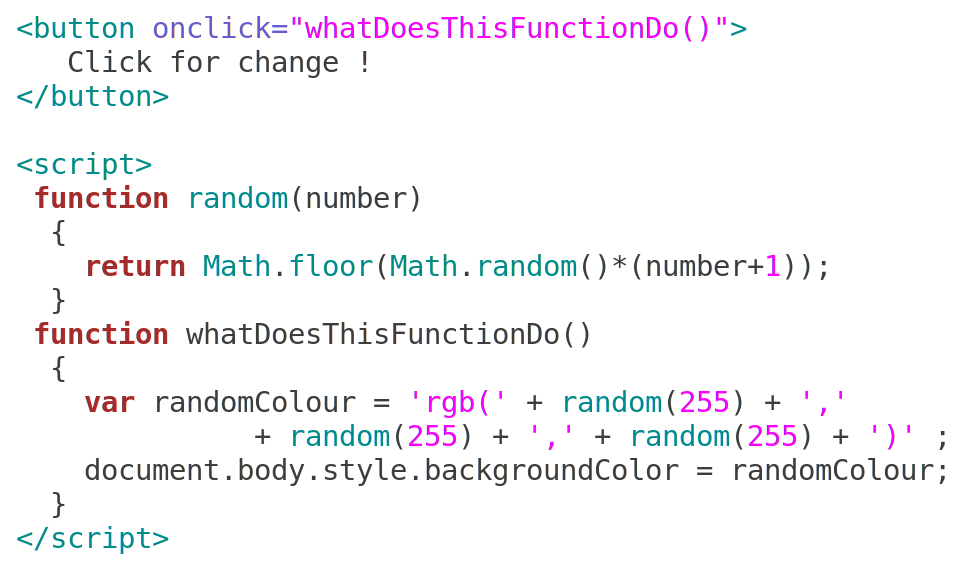 <button onclick="whatDoesThisFunctionDo()">
   Click for change !
</button>

<script>
 function random(number)
  {
    return Math.floor(Math.random()*(number+1));
  }
 function whatDoesThisFunctionDo()
  {
    var randomColour = 'rgb(' + random(255) + ','
              + random(255) + ',' + random(255) + ')' ;
    document.body.style.backgroundColor = randomColour;
  }
</script>